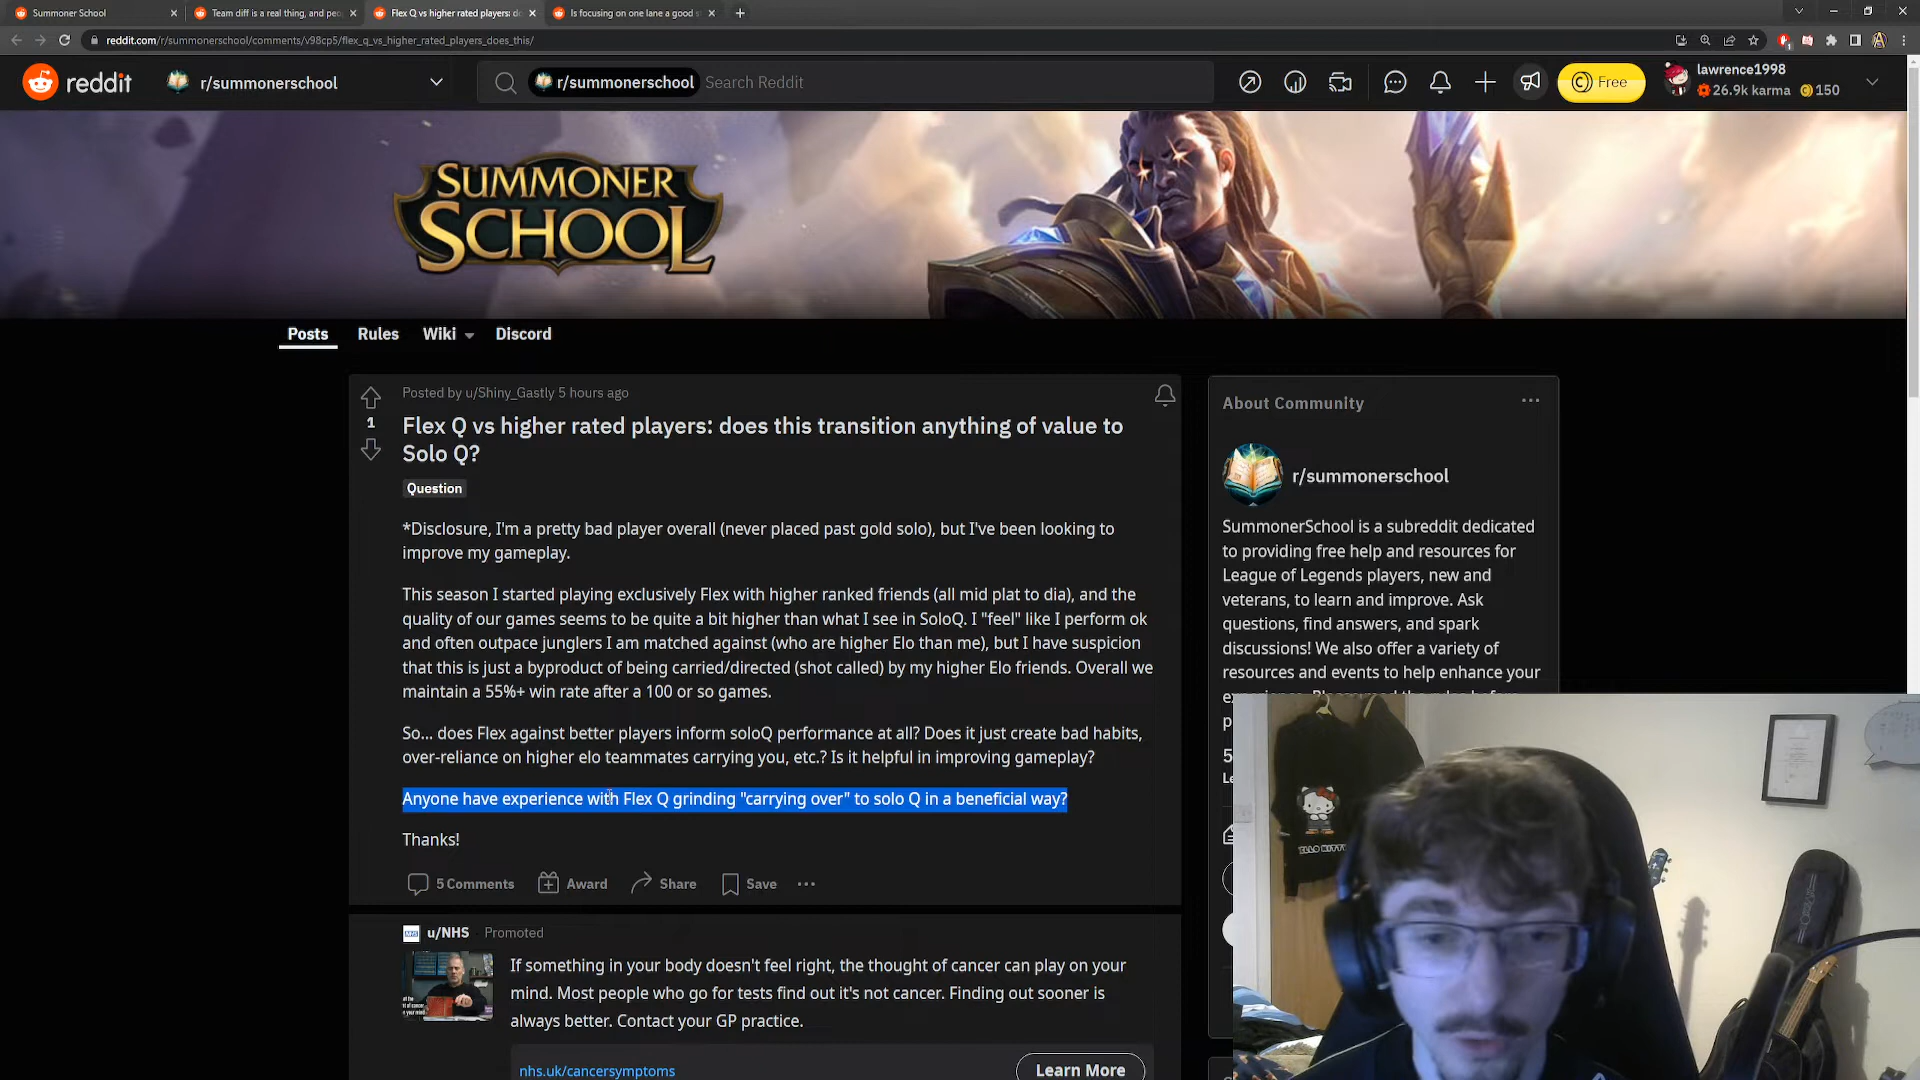 Summoner School
Team diff is a real thing, and peo
Flex Q vs higher rated players: do
Is focusing on one lane a good s
reddit.com/r/summonerschool/comments/v98cp5/flex_q_vs_higher_rated_players_does_this/
reddit
r/summonerschool
r/summonerschool
Search Reddit
Free
lawrence1998
26.9k karma
150
SUMMONER
SCHOOL
Posts
Rules
Wiki
Discord
Posted by u/Shiny_Gastly 5 hours ago
1
Flex Q vs higher rated players: does this transition anything of value to
Solo Q?
Question
*Disclosure, I'm a pretty bad player overall (never placed past gold solo), but I've been looking to
improve my gameplay.
This season I started playing exclusively Flex with higher ranked friends (all mid plat to dia), and the
quality of our games seems to be quite a bit higher than what I see in SoloQ. I "feel" like I perform ok
and often outpace junglers I am matched against (who are higher Elo than me), but I have suspicion
that this is just a byproduct of being carried/directed (shot called) by my higher Elo friends. Overall we
maintain a 55%+ win rate after a 100 or so games.
So... does Flex against better players inform soloQ performance at all? Does it just create bad habits,
over-reliance on higher elo teammates carrying you, etc.? Is it helpful in improving gameplay?
Anyone have experience with Flex Q grinding "carrying over" to solo Q in a beneficial way?
Thanks!
5 Comments
Award
Share
Save
u/NHS
Promoted
If something in your body doesn't feel right, the thought of cancer can play on your
mind. Most people who go for tests find out it's not cancer. Finding out sooner is
always better. Contact your GP practice.
nhs.uk/cancersymptoms
Learn More
About Community
r/summonerschool
SummonerSchool is a subreddit dedicated
to providing free help and resources for
League of Legends players, new and
veterans, to learn and improve. Ask
questions, find answers, and spark
discussions! We also offer a variety of
resources and events to help enhance your
HELLO KITTY